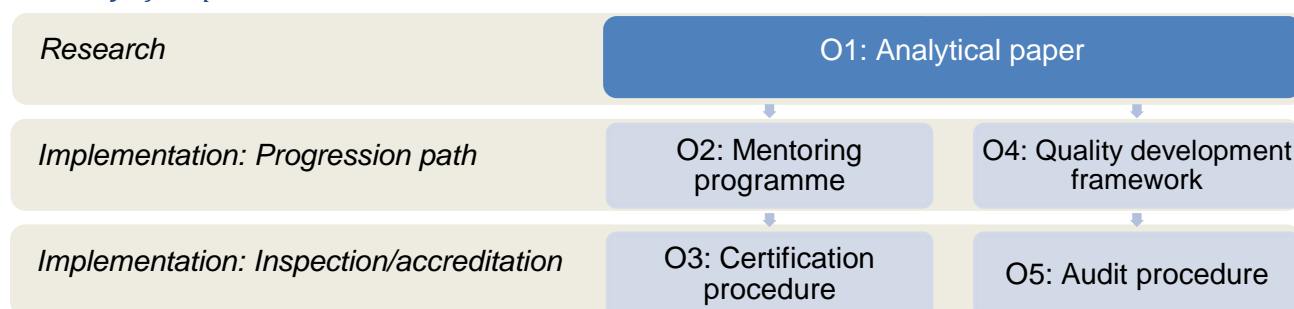 Research
O1: Analytical paper
Implementation: Progression path
O2: Mentoring
programme
O4: Quality development
framework
Implementation: Inspection/accreditation
O3: Certification
procedure
O5: Audit procedure